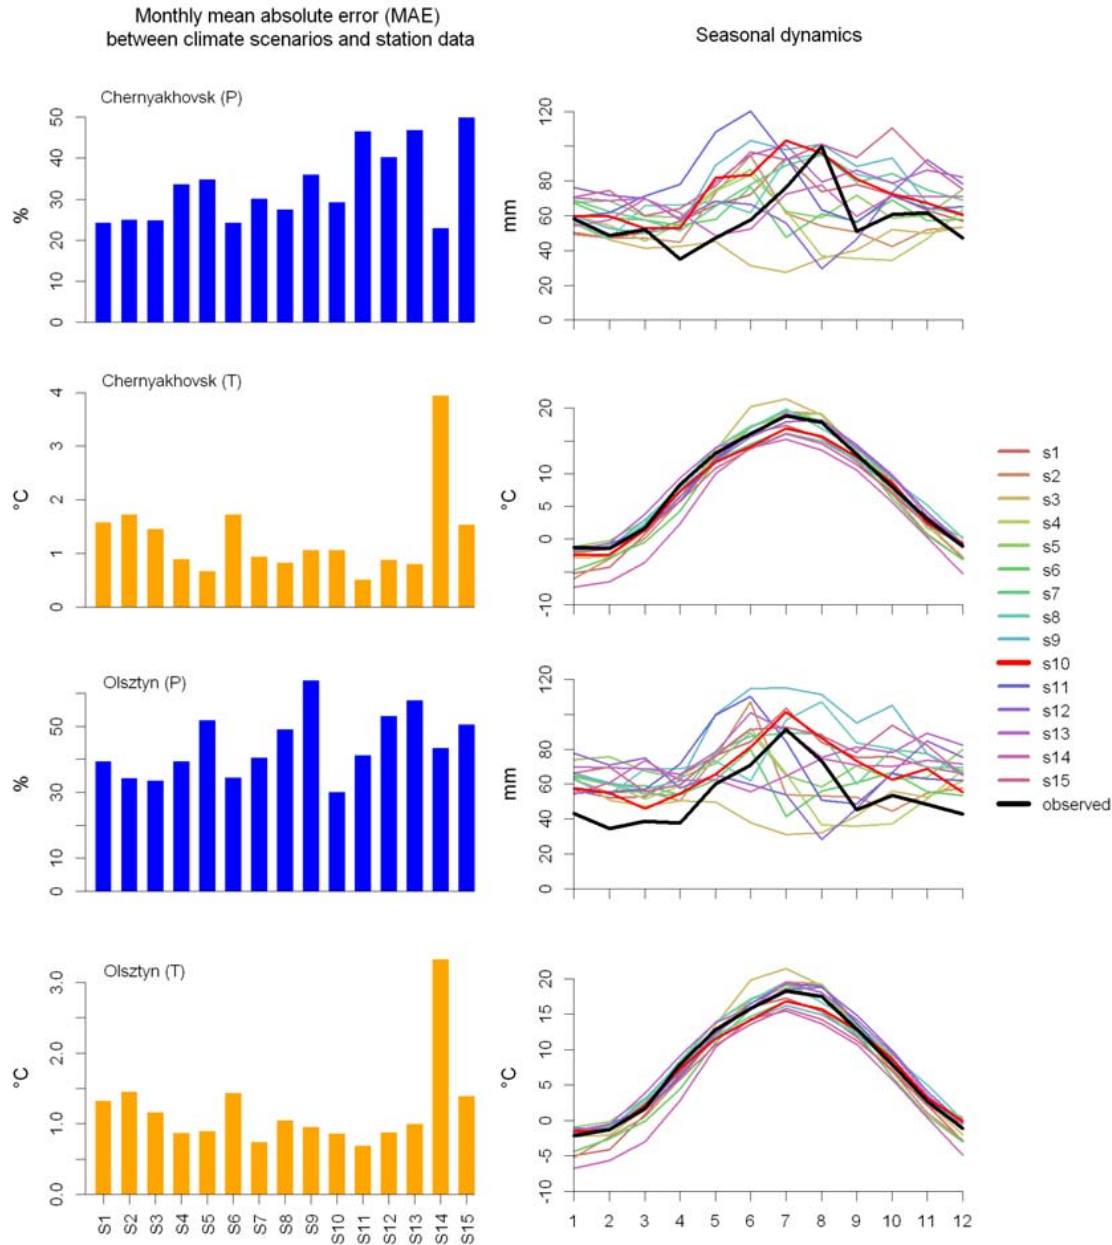 Monthly mean absolute error (MAE)
between climate scenarios and station data
Seasonal dynamics
Chernyakhovsk (P)
%
0 10 20 30 40 50
mm
0 20 40 60 80 120
Chernyakhovsk (T)
°C
0 1 2 3 4
°C
-10 0 5 10 20
Olsztyn (P)
%
0 10 30 50
mm
0 20 40 60 80 120
Olsztyn (T)
°C
0.0 1.0 2.0 3.0
°C
-10 -5 0 5 10 15 20
S1 S2 S3 S4 S5 S6 S7 S8 S9 S10 S11 S12 S13 S14 S15
1 2 3 4 5 6 7 8 9 10 11 12
s1
s2
s3
s4
s5
s6
s7
s8
s9
s10
s11
s12
s13
s14
s15
observed